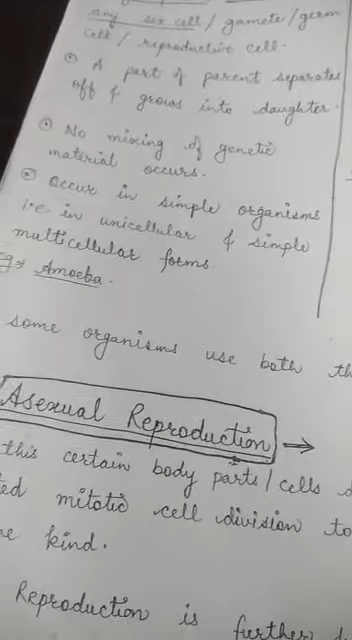 any sex cell / gamete / germ
cell / reproductive cell.
A part of parent separates
off & grows into daughter.
No mixing of genetic
material occurs.
Occur in simple organisms
i.e. in unicellular & simple
multicellular forms.
Amoeba.
some organisms use both
Asexual Reproduction →
this certain body parts / cells
mitotic cell division to
kind.
Reproduction is further